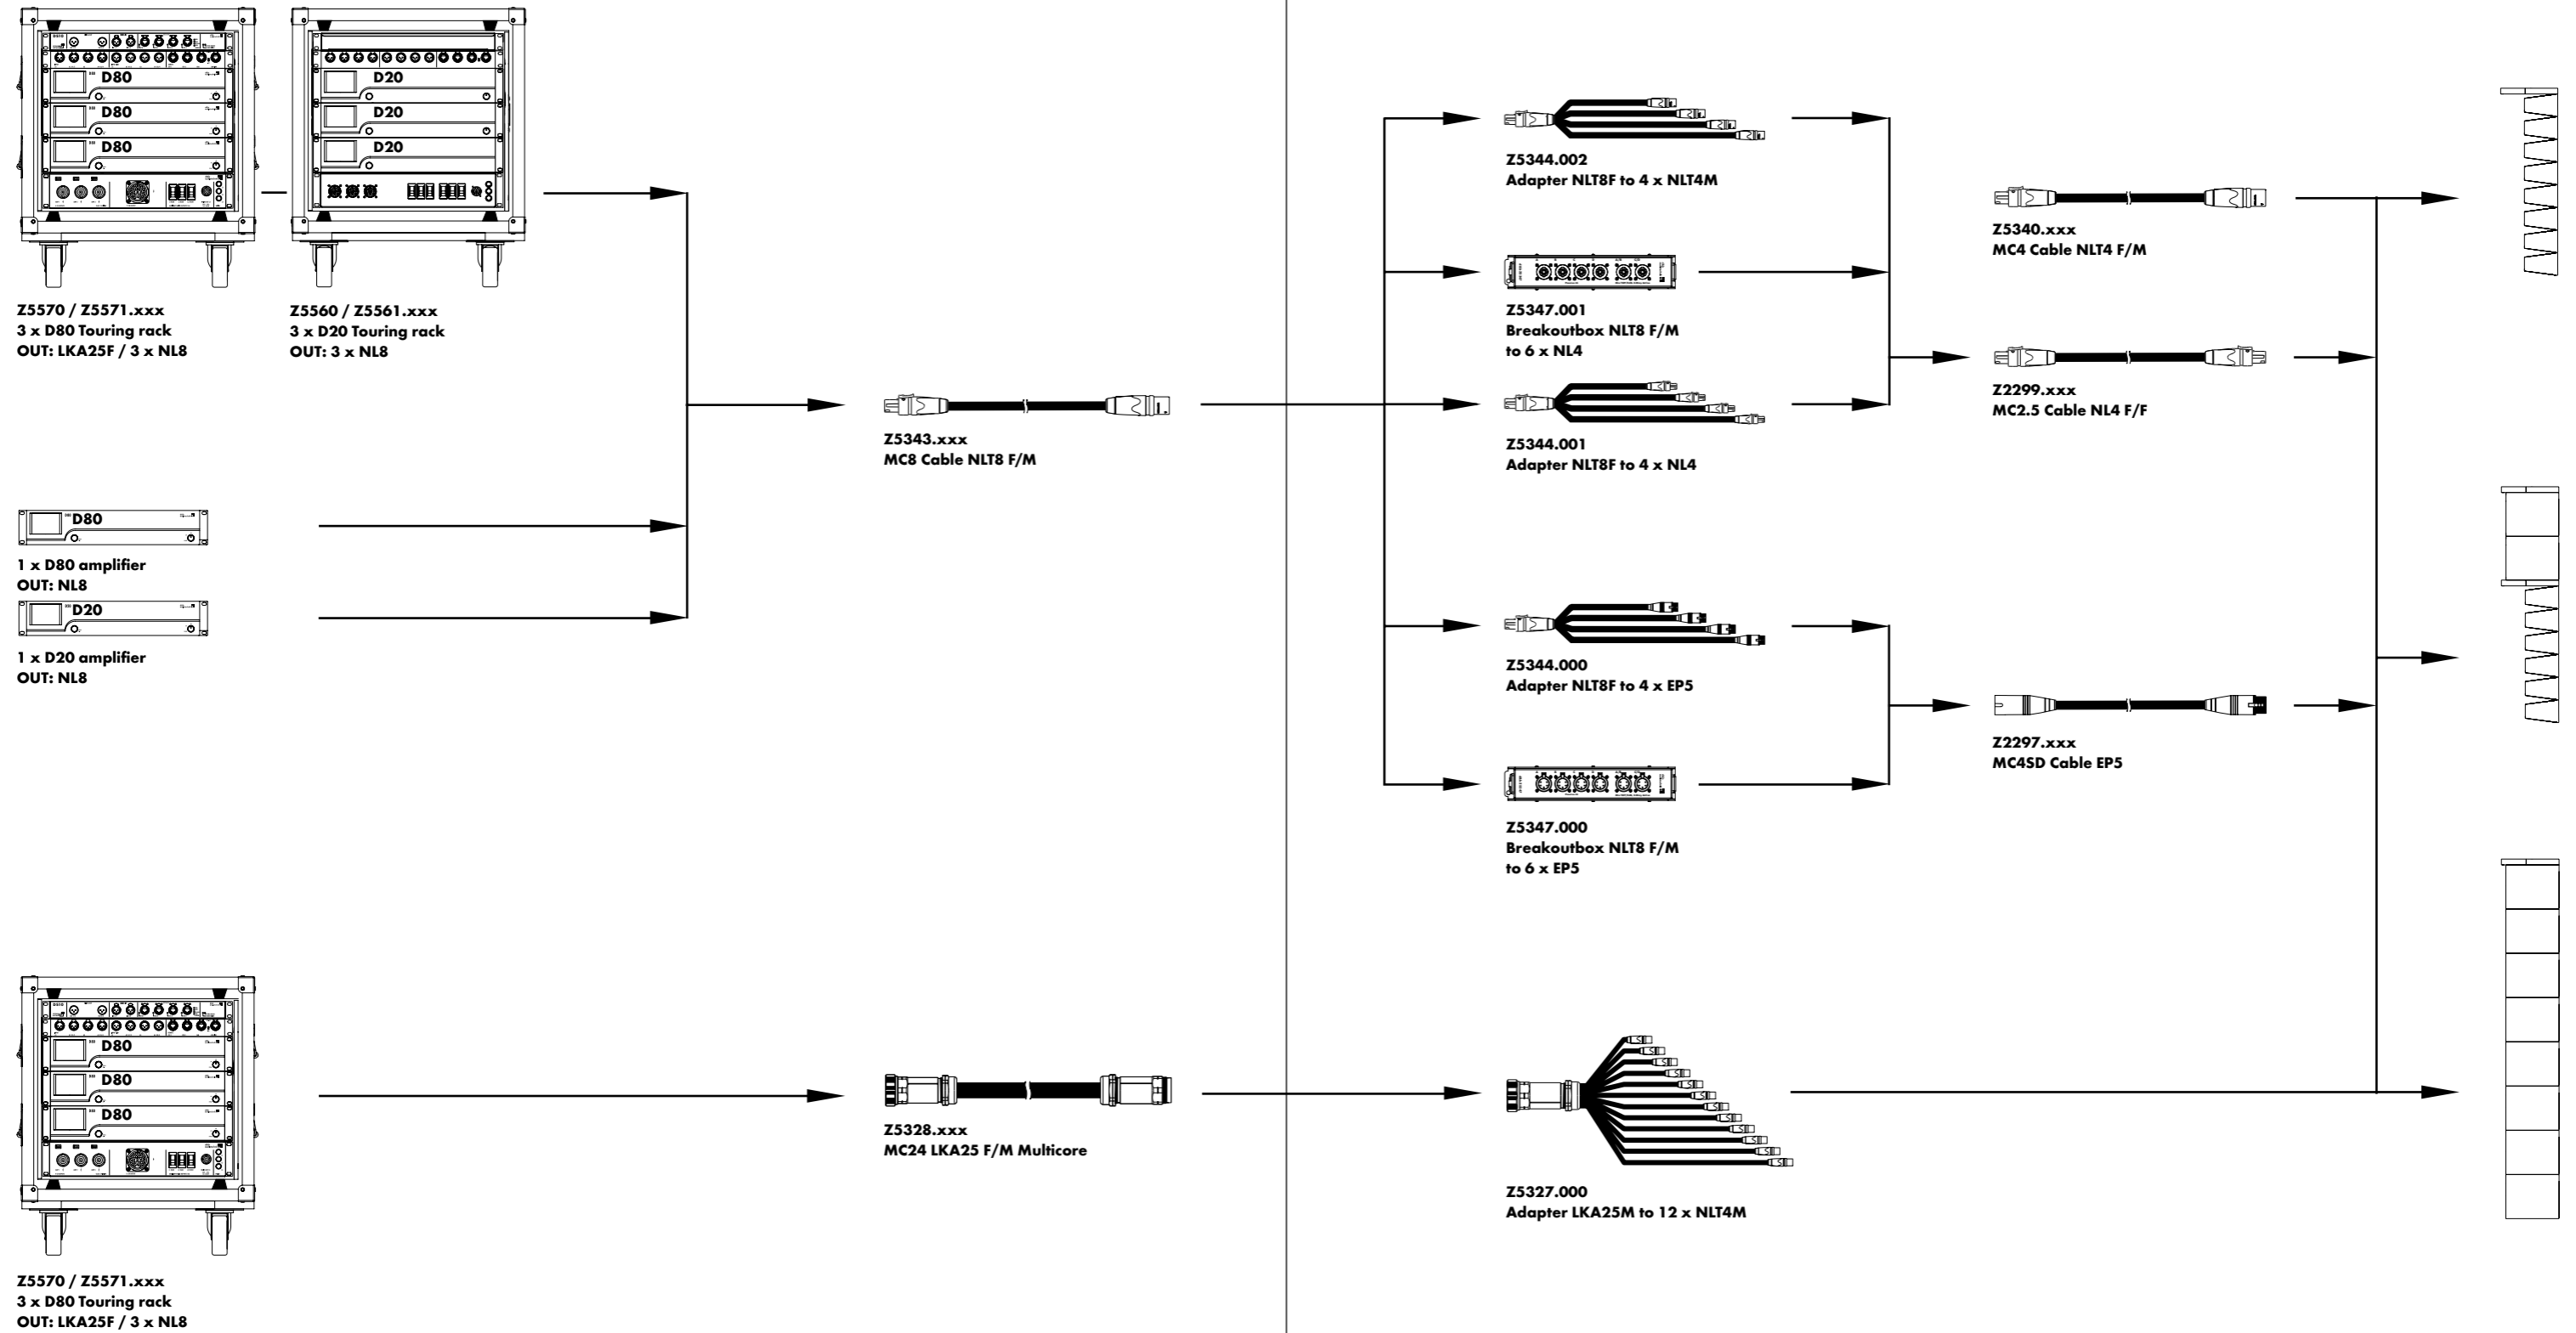 D80
D80
D80
Z5570 / Z5571.xxx
3 x D80 Touring rack
OUT: LKA25F / 3 x NL8
D20
D20
D20
Z5560 / Z5561.xxx
3 x D20 Touring rack
OUT: 3 x NL8
D80
1 x D80 amplifier
OUT: NL8
D20
1 x D20 amplifier
OUT: NL8
Z5343.xxx
MC8 Cable NLT8 F/M
Z5344.002
Adapter NLT8F to 4 x NLT4M
Z5347.001
Breakoutbox NLT8 F/M
to 6 x NL4
Z5344.001
Adapter NLT8F to 4 x NL4
Z5344.000
Adapter NLT8F to 4 x EP5
Z5347.000
Breakoutbox NLT8 F/M
to 6 x EP5
Z5340.xxx
MC4 Cable NLT4 F/M
Z2299.xxx
MC2.5 Cable NL4 F/F
Z2297.xxx
MC4SD Cable EP5
D80
D80
D80
Z5570 / Z5571.xxx
3 x D80 Touring rack
OUT: LKA25F / 3 x NL8
Z5328.xxx
MC24 LKA25 F/M Multicore
Z5327.000
Adapter LKA25M to 12 x NLT4M